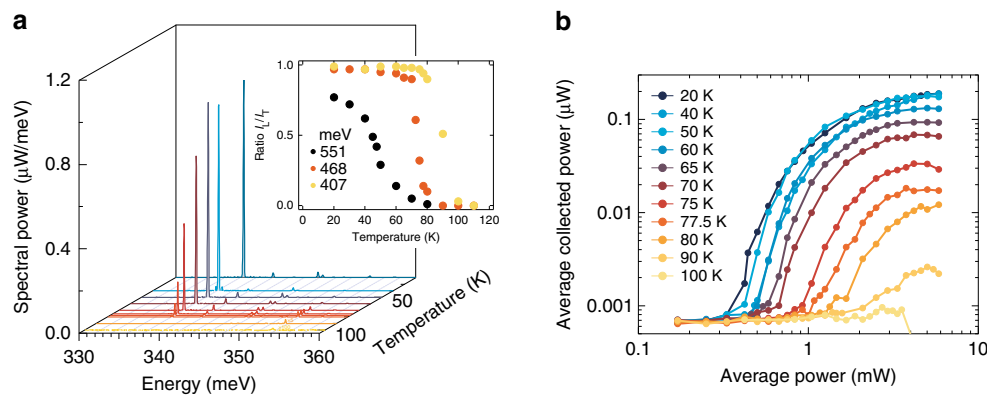 a
Spectral power (μW/meV)
1.2
0.8
0.4
0.0
330
340
350
360
Energy (meV)
50
100
Temperature (K)
Ratio I_L/I_T
1.0
0.5
0.0
meV
551
468
407
0 20 40 60 80 100 120
Temperature (K)
b
Average collected power (μW)
0.1
0.01
0.001
20 K
40 K
50 K
60 K
65 K
70 K
75 K
77.5 K
80 K
90 K
100 K
0.1 1 10
Average power (mW)